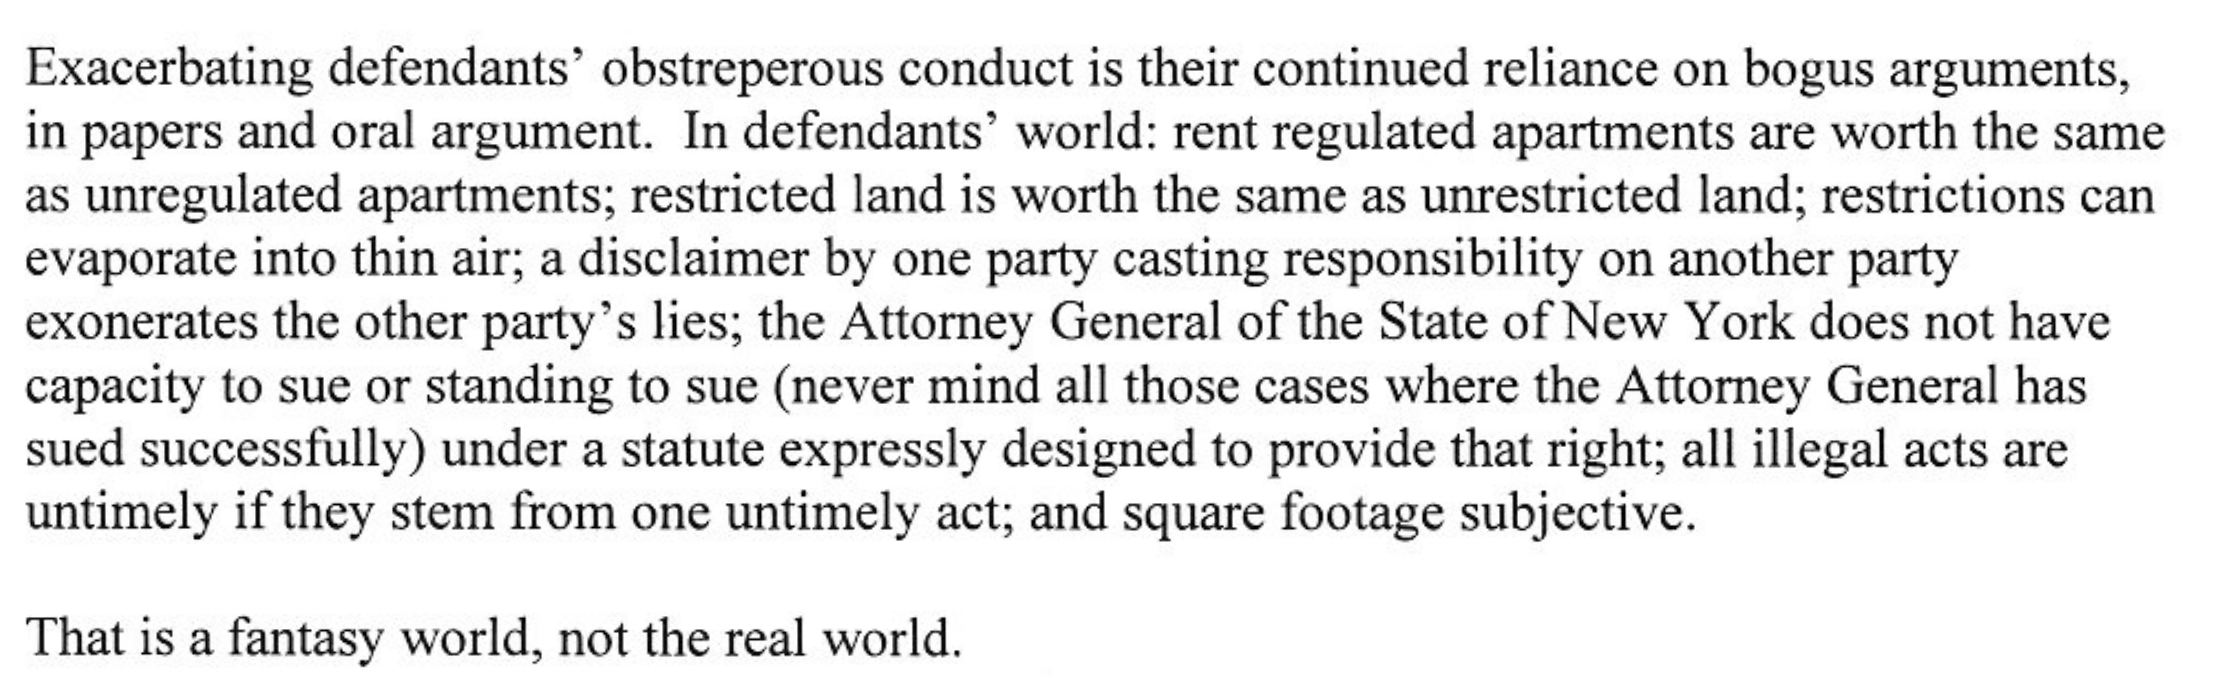 Exacerbating defendants’ obstreperous conduct is their continued reliance on bogus arguments,
in papers and oral argument.  In defendants’ world: rent regulated apartments are worth the same
as unregulated apartments; restricted land is worth the same as unrestricted land; restrictions can
evaporate into thin air; a disclaimer by one party casting responsibility on another party
exonerates the other party’s lies; the Attorney General of the State of New York does not have
capacity to sue or standing to sue (never mind all those cases where the Attorney General has
sued successfully) under a statute expressly designed to provide that right; all illegal acts are
untimely if they stem from one untimely act; and square footage subjective.
That is a fantasy world, not the real world.